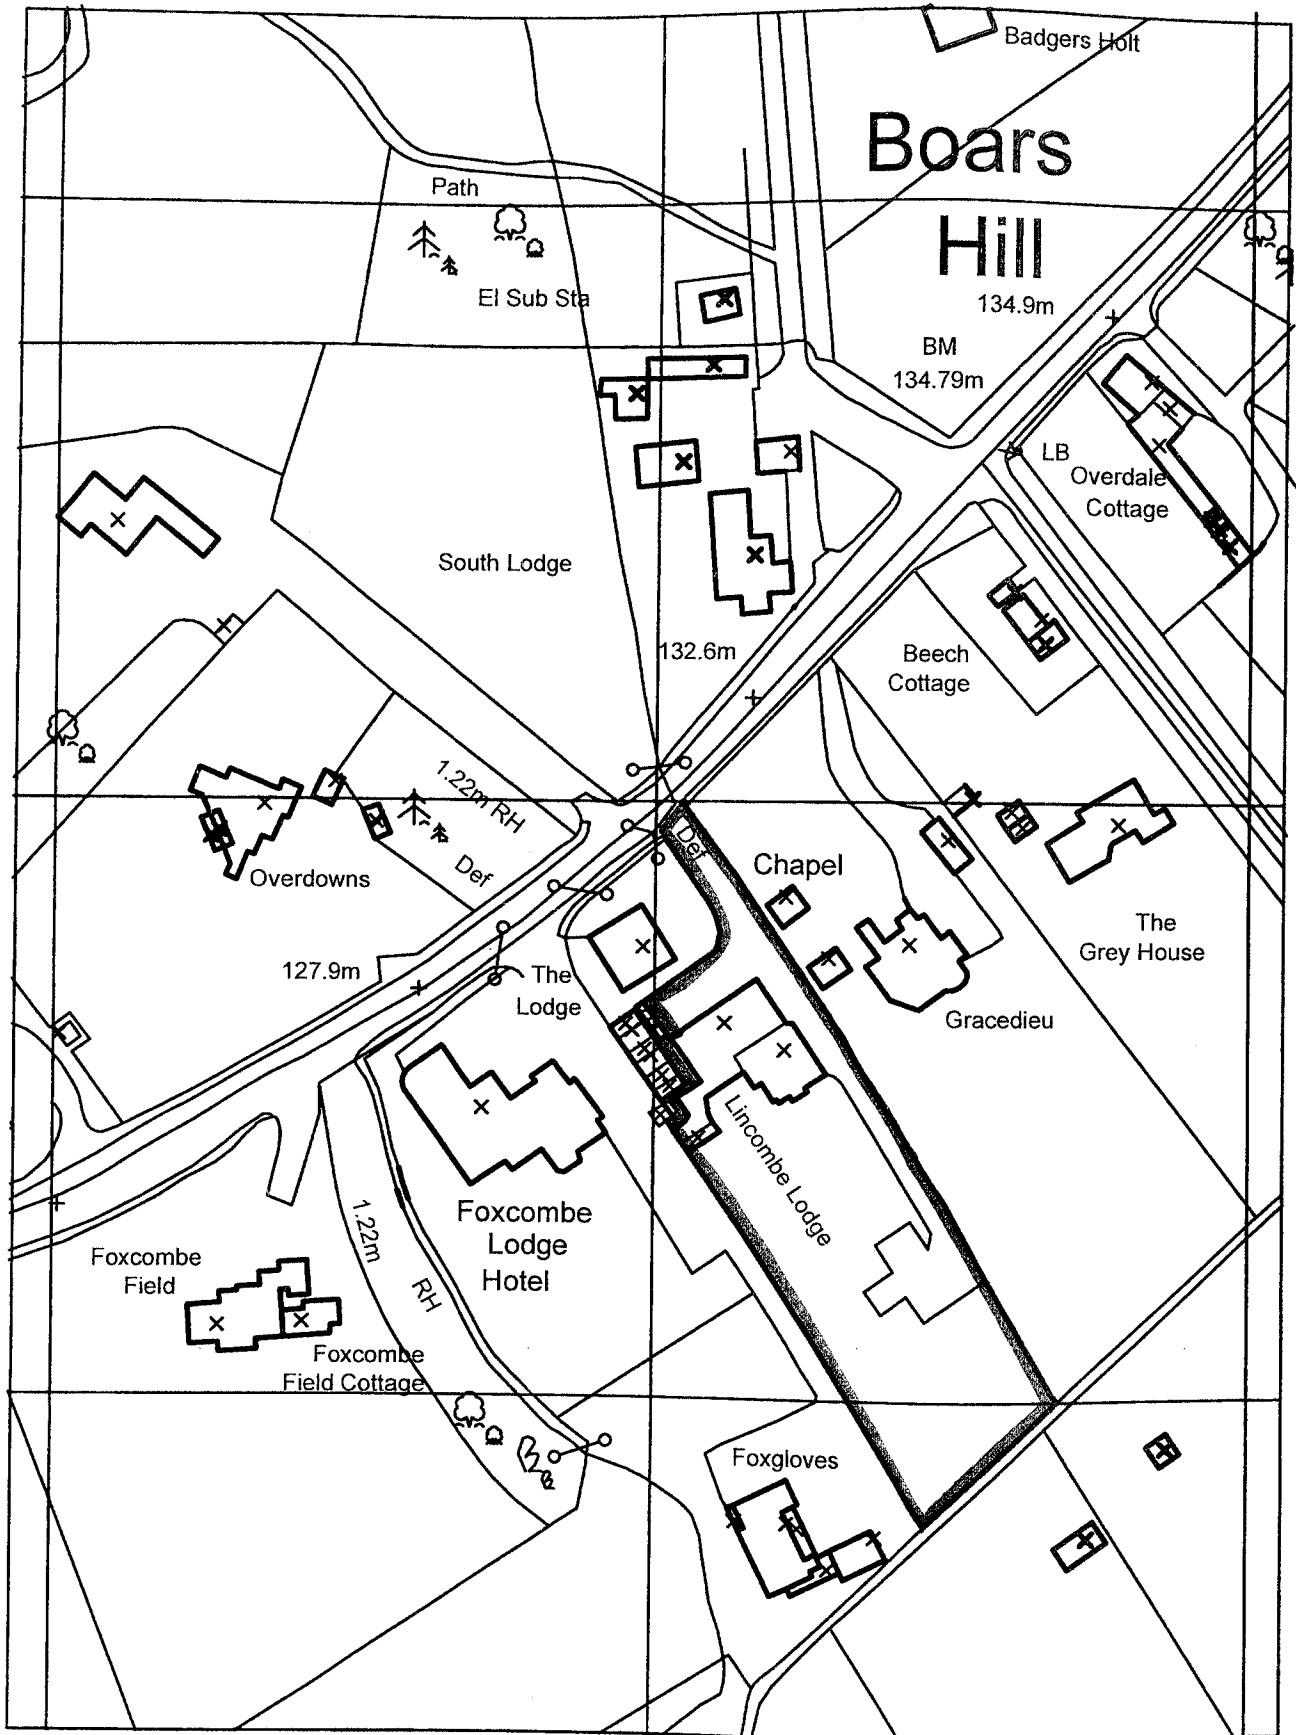 Badgers Holt
Boars
Hill
Path
El Sub Sta
134.9m
BM
134.79m
LB
Overdale
Cottage
South Lodge
132.6m
Beech
Cottage
1.22m RH
Def
Overdowns
Def
Chapel
The
Grey House
127.9m
The
Lodge
Gracedieu
Lincombe Lodge
Foxcombe
Lodge
Hotel
1.22m
RH
Foxcombe
Field
Foxcombe
Field Cottage
Foxgloves